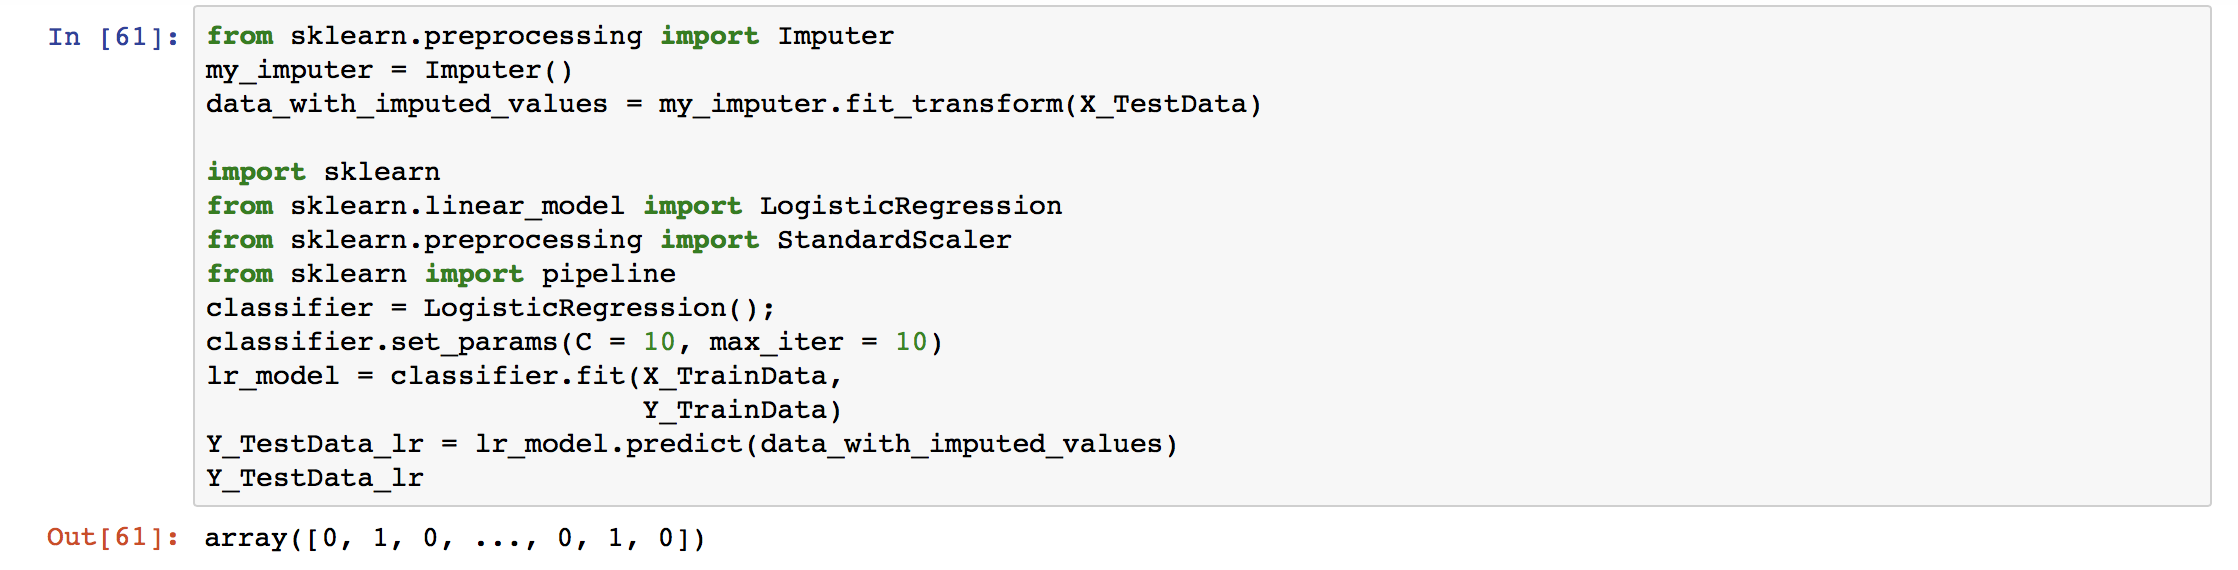 In [61]: from sklearn.preprocessing import Imputer
my_imputer = Imputer()
data_with_imputed_values = my_imputer.fit_transform(X_TestData)

import sklearn
from sklearn.linear_model import LogisticRegression
from sklearn.preprocessing import StandardScaler
from sklearn import pipeline
classifier = LogisticRegression();
classifier.set_params(C = 10, max_iter = 10)
lr_model = classifier.fit(X_TrainData,
                          Y_TrainData)
Y_TestData_lr = lr_model.predict(data_with_imputed_values)
Y_TestData_lr
Out[61]: array([0, 1, 0, ..., 0, 1, 0])